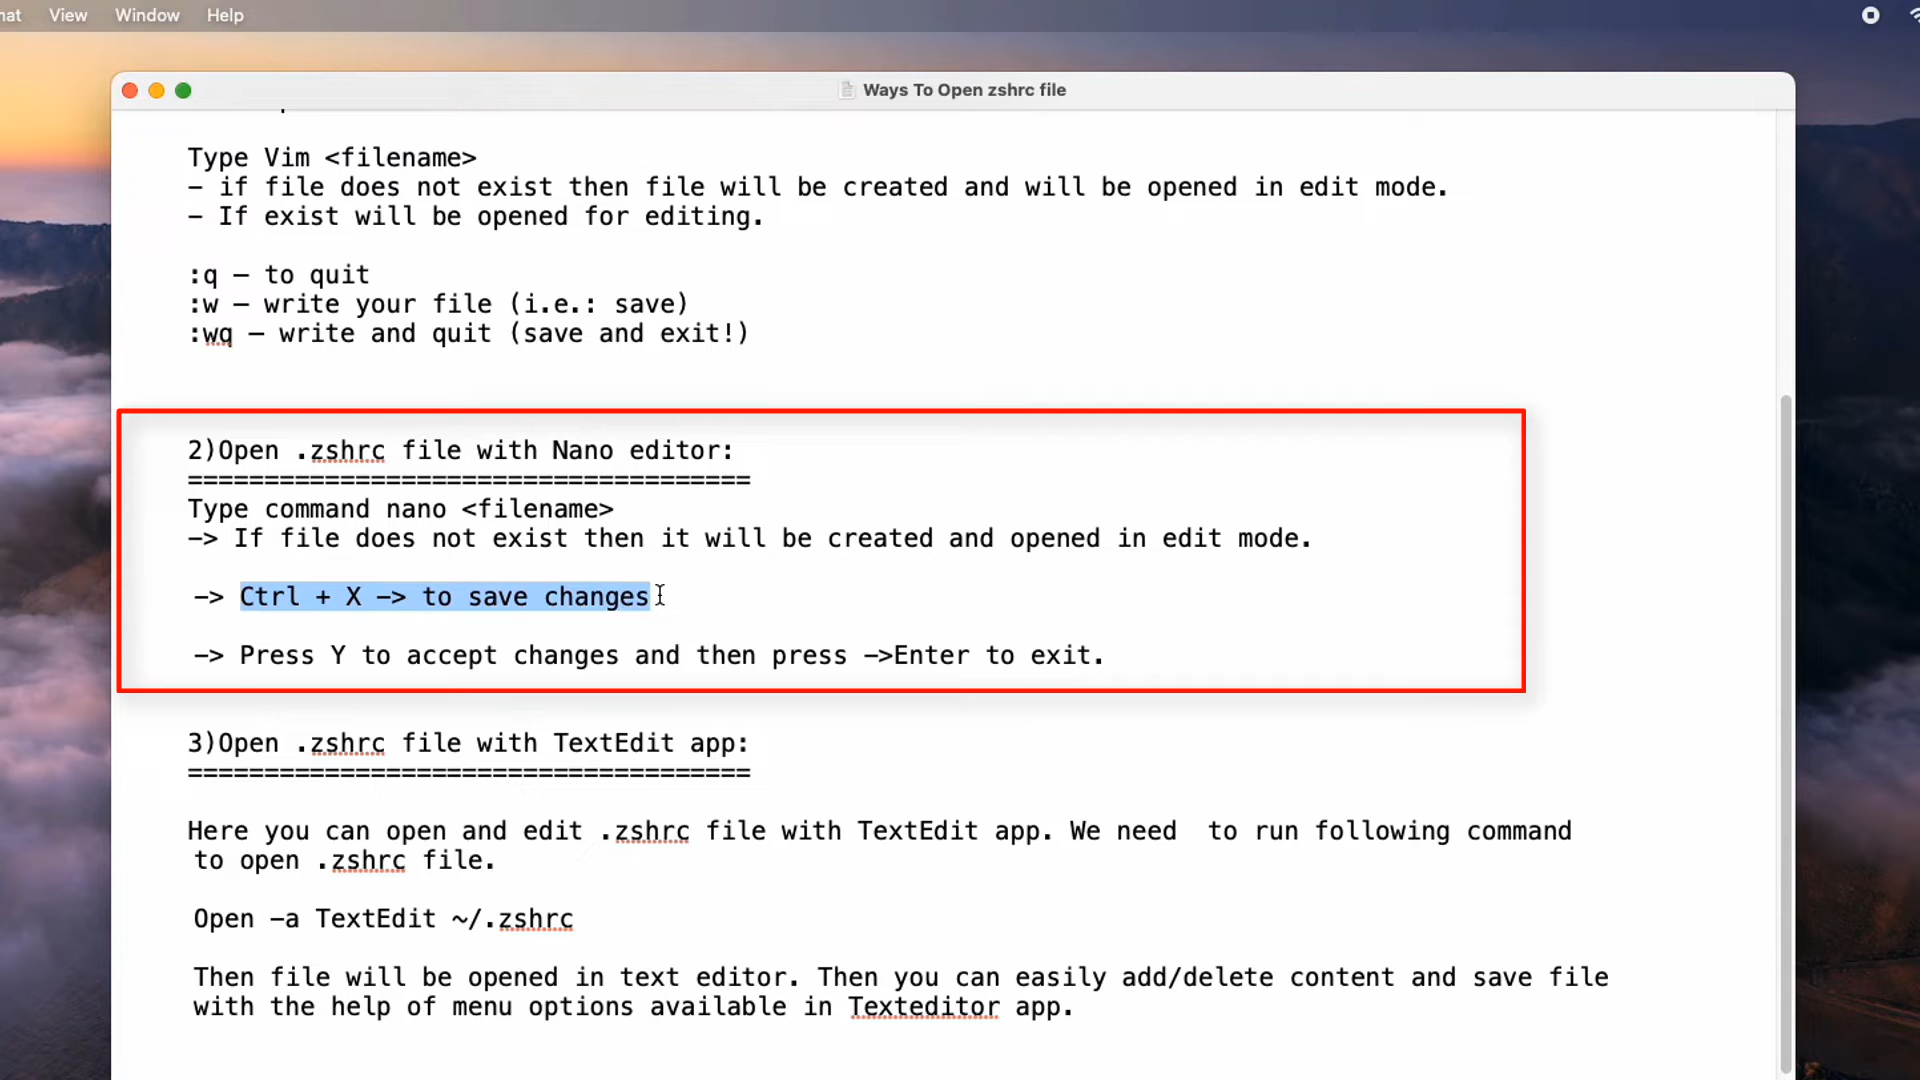 View Window Help
Ways To Open zshrc file
Type Vim <filename>
- if file does not exist then file will be created and will be opened in edit mode.
- If exist will be opened for editing.
:q – to quit
:w – write your file (i.e.: save)
:wq – write and quit (save and exit!)
2)Open .zshrc file with Nano editor:
=====================================
Type command nano <filename>
-> If file does not exist then it will be created and opened in edit mode.
-> Ctrl + X -> to save changes
-> Press Y to accept changes and then press ->Enter to exit.
3)Open .zshrc file with TextEdit app:
=====================================
Here you can open and edit .zshrc file with TextEdit app. We need  to run following command
to open .zshrc file.
Open -a TextEdit ~/.zshrc
Then file will be opened in text editor. Then you can easily add/delete content and save file
with the help of menu options available in Texteditor app.